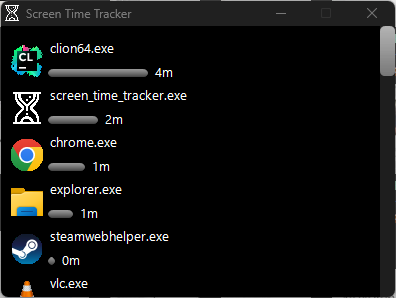 Screen Time Tracker
CL
clion64.exe
4m
screen_time_tracker.exe
2m
chrome.exe
1m
explorer.exe
1m
steamwebhelper.exe
0m
vlc.exe